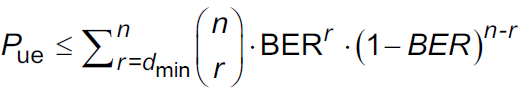 P_ue ≤ ∑_{r=d_min}^{n} (n r) · BER^r · (1 – BER)^{n-r}